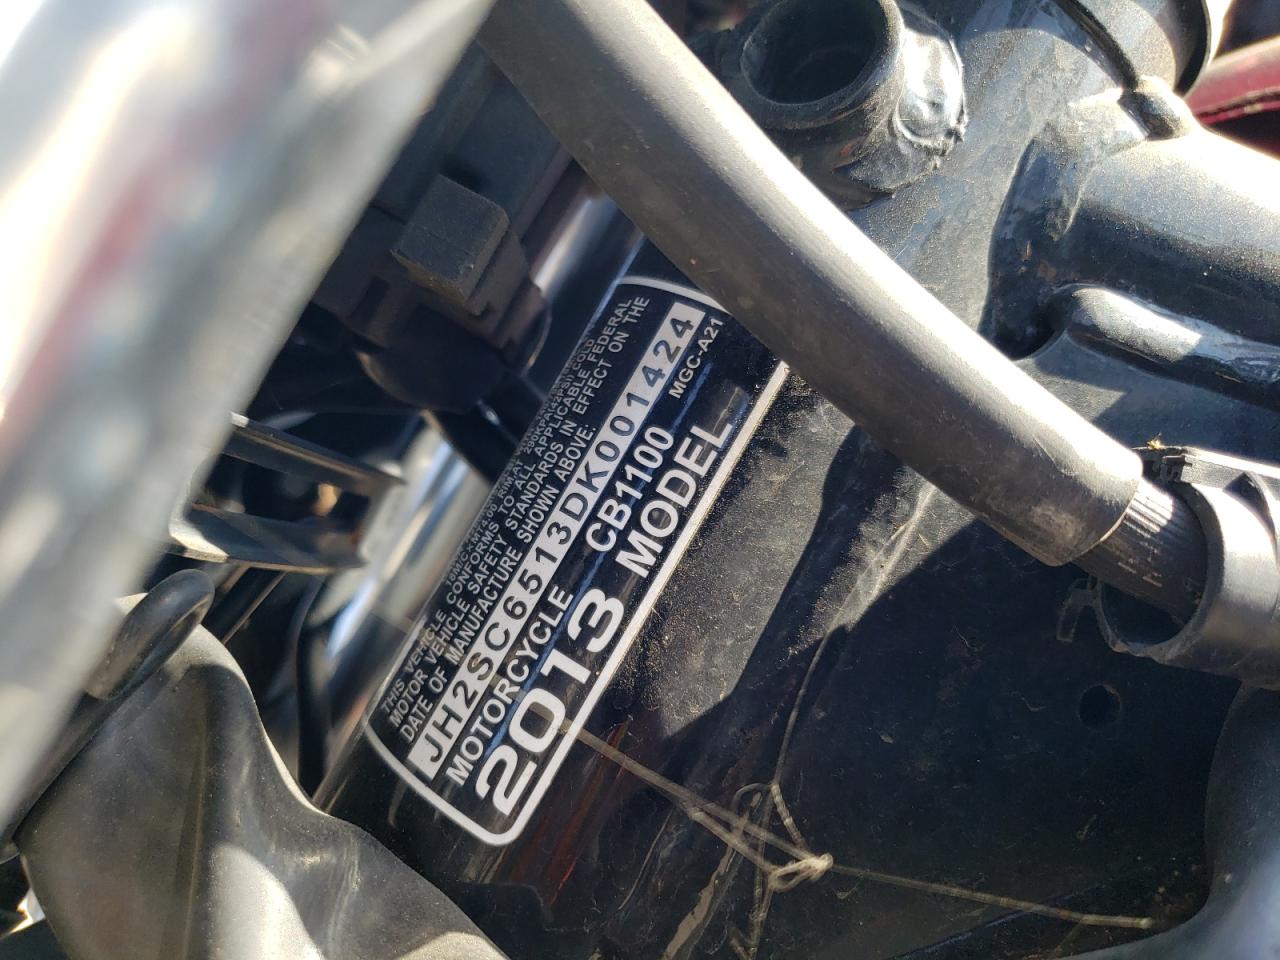 THIS VEHICLE CONFORMS TO ALL APPLICABLE FEDERAL
MOTOR VEHICLE SAFETY STANDARDS IN EFFECT ON THE
DATE OF MANUFACTURE SHOWN ABOVE.
JH2SC6513DK001424
MOTORCYCLE CB1100 MGC-A21
2013 MODEL